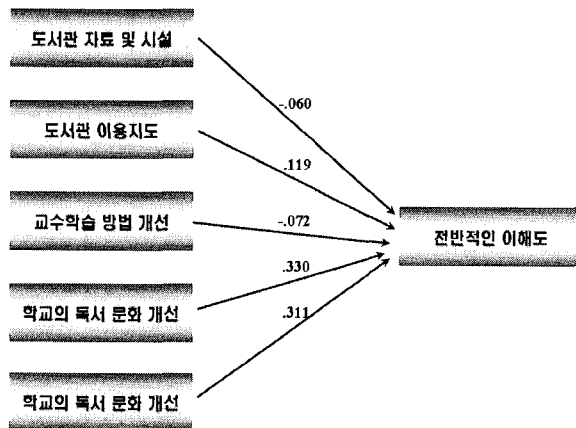 도서관 자료 및 시설
-.060
도서관 이용지도
.119
교수학습 방법 개선
-.072
전반적인 이해도
.330
학교의 독서 문화 개선
.311
학교의 독서 문화 개선